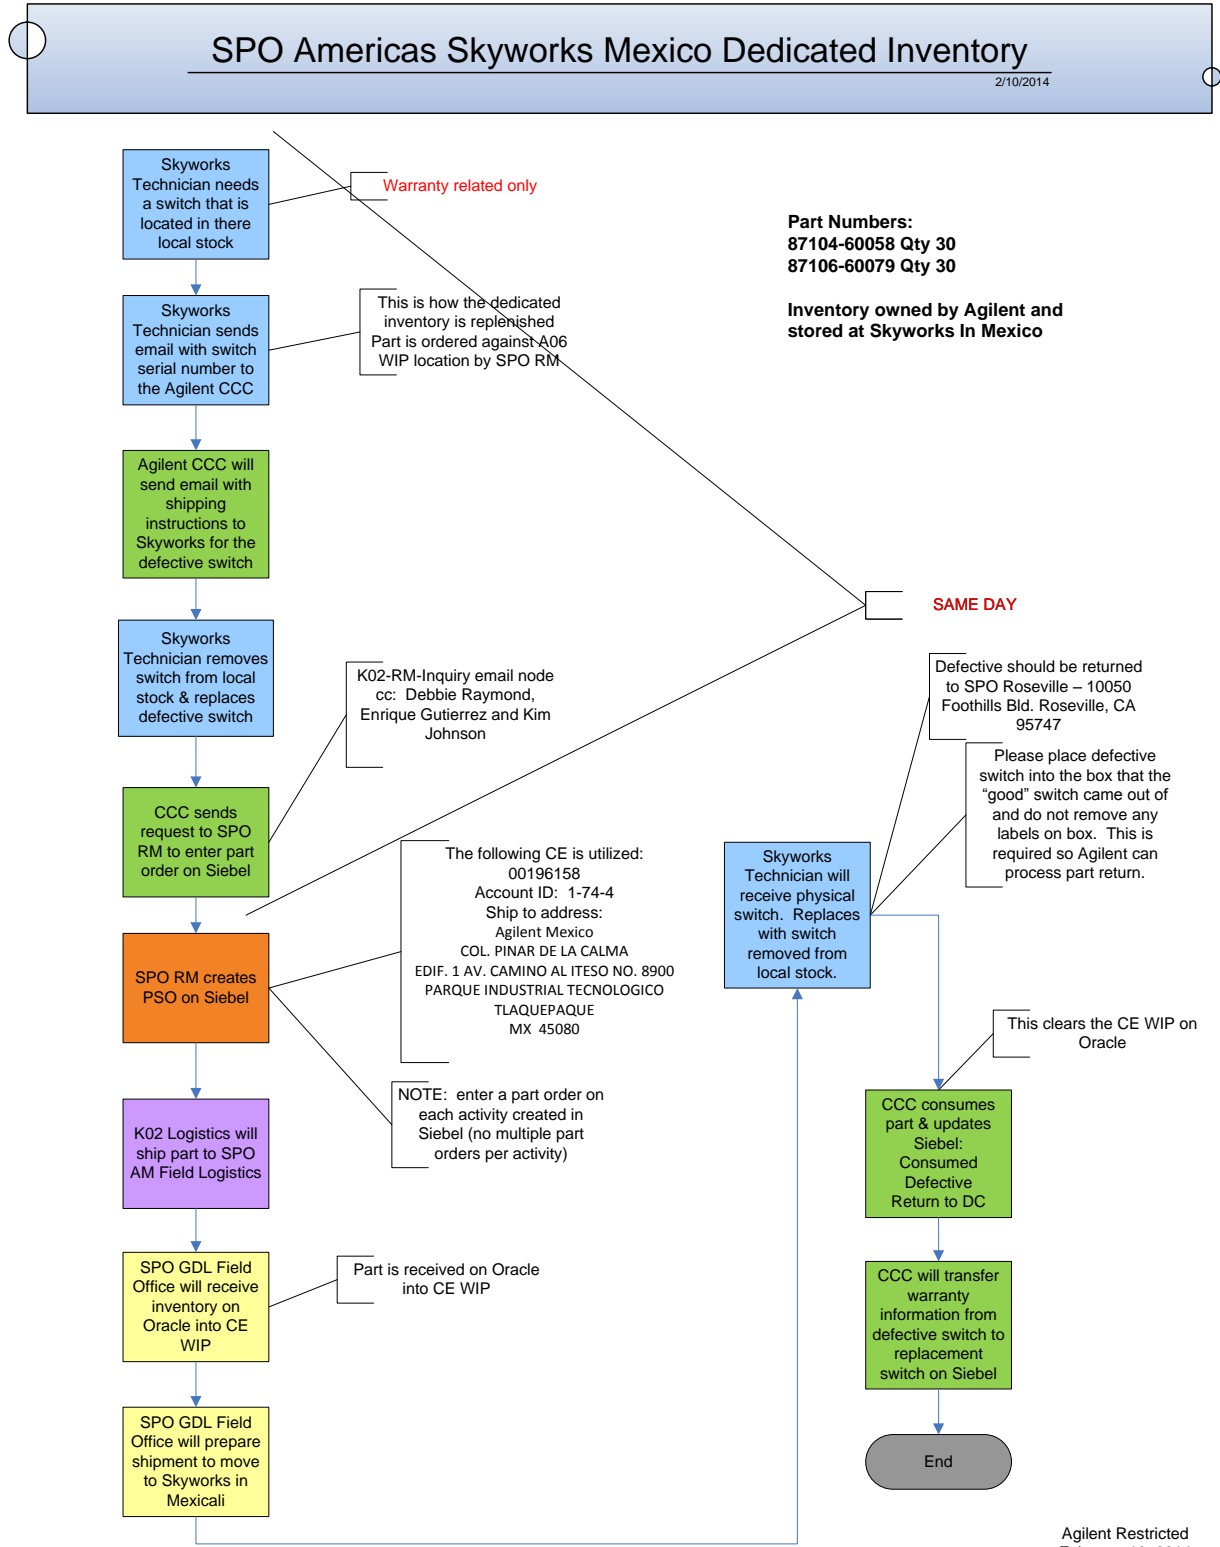 SPO Americas Skyworks Mexico Dedicated Inventory
2/10/2014
Skyworks
Technician needs
a switch that is
located in there
local stock
Warranty related only
Part Numbers:
87104-60058 Qty 30
87106-60079 Qty 30
Inventory owned by Agilent and
stored at Skyworks In Mexico
Skyworks
Technician sends
email with switch
serial number to
the Agilent CCC
This is how the dedicated
inventory is replenished
Part is ordered against A06
WIP location by SPO RM
Agilent CCC will
send email with
shipping
instructions to
Skyworks for the
defective switch
SAME DAY
Skyworks
Technician removes
switch from local
stock & replaces
defective switch
K02-RM-Inquiry email node
cc:  Debbie Raymond,
Enrique Gutierrez and Kim
Johnson
CCC sends
request to SPO
RM to enter part
order on Siebel
SPO RM creates
PSO on Siebel
The following CE is utilized:
00196158
Account ID:  1-74-4
Ship to address:
Agilent Mexico
COL. PINAR DE LA CALMA
EDIF. 1 AV. CAMINO AL ITESO NO. 8900
PARQUE INDUSTRIAL TECNOLOGICO
TLAQUEPAQUE
MX  45080
NOTE:  enter a part order on
each activity created in
Siebel (no multiple part
orders per activity)
K02 Logistics will
ship part to SPO
AM Field Logistics
SPO GDL Field
Office will receive
inventory on
Oracle into CE
WIP
Part is received on Oracle
into CE WIP
SPO GDL Field
Office will prepare
shipment to move
to Skyworks in
Mexicali
Skyworks
Technician will
receive physical
switch.  Replaces
with switch
removed from
local stock.
Defective should be returned
to SPO Roseville – 10050
Foothills Bld. Roseville, CA
95747
Please place defective
switch into the box that the
“good” switch came out of
and do not remove any
labels on box.  This is
required so Agilent can
process part return.
This clears the CE WIP on
Oracle
CCC consumes
part & updates
Siebel:
Consumed
Defective
Return to DC
CCC will transfer
warranty
information from
defective switch to
replacement
switch on Siebel
End
Agilent Restricted